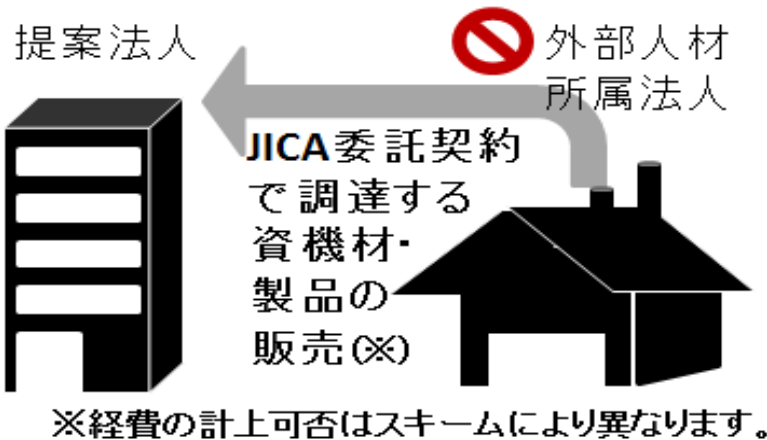 提案法人
外部人材
所属法人
JICA委託契約
で調達する
資機材・
製品の
販売(※)
※経費の計上可否はスキームにより異なります。